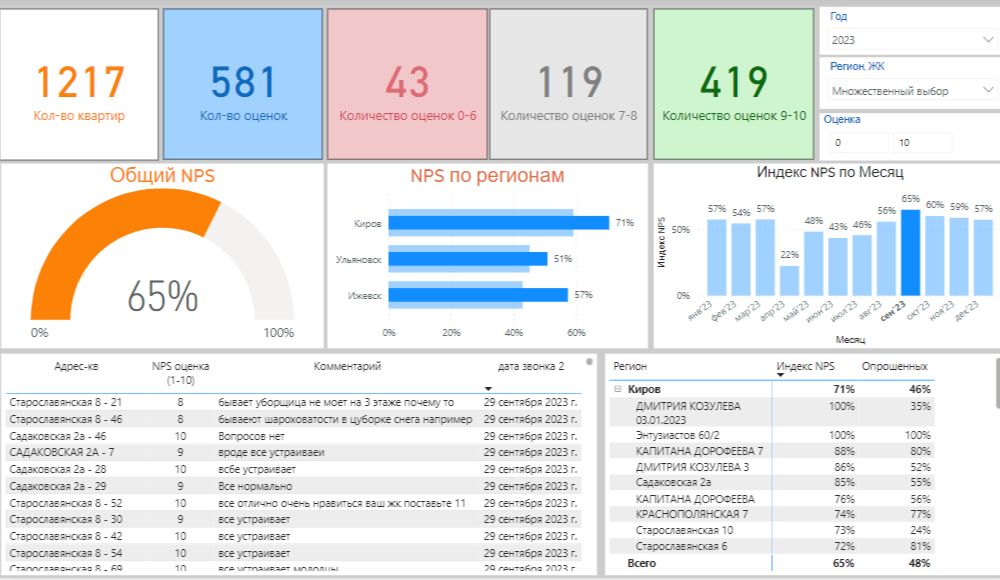 1217
Кол-во квартир
581
Кол-во оценок
43
Количество оценок 0-6
119
Количество оценок 7-8
419
Количество оценок 9-10
Год
2023
Регион, ЖК
Множественный выбор
Оценка
0
10
Общий NPS
65%
0%
100%
NPS по регионам
Киров
71%
Ульяновск
51%
Ижевск
57%
0%
20%
40%
60%
Индекс NPS по Месяц
Индекс NPS
50%
0%
57%
54%
57%
22%
48%
43%
46%
56%
65%
60%
59%
57%
янв'23
фев'23
мар'23
апр'23
май'23
июн'23
июл'23
авг'23
сен'23
окт'23
ноя'23
дек'23
Месяц
Адрес-кв NPS оценка (1-10) Комментарий дата звонка 2
Старославянская 8 - 21 8 бывает уборщица не моет на 3 этаже почему то 29 сентября 2023 г.
Старославянская 8 - 46 8 бывают шароховатости в цуборке снега например 29 сентября 2023 г.
Садаковская 2а - 46 10 Вопросов нет 29 сентября 2023 г.
САДАКОВСКАЯ 2А - 7 9 вроде все устраиваеи 29 сентября 2023 г.
Садаковская 2а - 28 10 всбе устраивает 29 сентября 2023 г.
Садаковская 2а - 29 9 Все нормально 29 сентября 2023 г.
Старославянская 8 - 52 10 все отлично очень нравиться ваш жк поставьте 11 29 сентября 2023 г.
Старославянская 8 - 30 9 все устраивает 29 сентября 2023 г.
Старославянская 8 - 42 10 все устраивает 29 сентября 2023 г.
Старославянская 8 - 54 10 все устраивает 29 сентября 2023 г.
Старославянская 8 - 69 10 все устраивает молодцы 29 сентября 2023 г.
Регион Индекс NPS Опрошенных
Киров 71% 46%
ДМИТРИЯ КОЗУЛЕВА 100% 35%
03.01.2023
Энтузиастов 60/2 100% 100%
КАПИТАНА ДОРОФЕЕВА 7 88% 80%
ДМИТРИЯ КОЗУЛЕВА 3 86% 52%
Садаковская 2а 85% 55%
КАПИТАНА ДОРОФЕЕВА 76% 56%
КРАСНОПОЛЯНСКАЯ 7 74% 77%
Старославянская 10 73% 24%
Старославянская 6 72% 81%
Всего 65% 48%